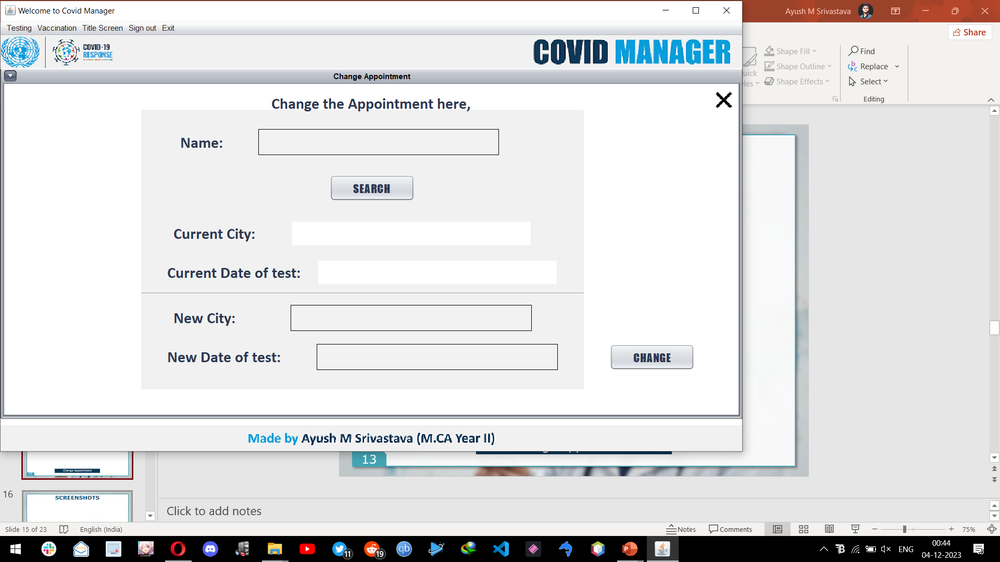 Welcome to Covid Manager
Ayush M Srivastava
Testing Vaccination Title Screen Sign out Exit
Share
COVID-19
RESPONSE
COVID MANAGER
Shape Fill
Shape Outline
Shape Effects
Find
Replace
Select
Editing
Change Appointment
Change the Appointment here,
Name:
SEARCH
Current City:
Current Date of test:
New City:
New Date of test:
CHANGE
Made by Ayush M Srivastava (M.CA Year II)
13
Change Appointment
16
SCREENSHOTS
Click to add notes
Slide 15 of 23
English (India)
Notes
Comments
75%
11
19
qb
ENG
00:44
04-12-2023